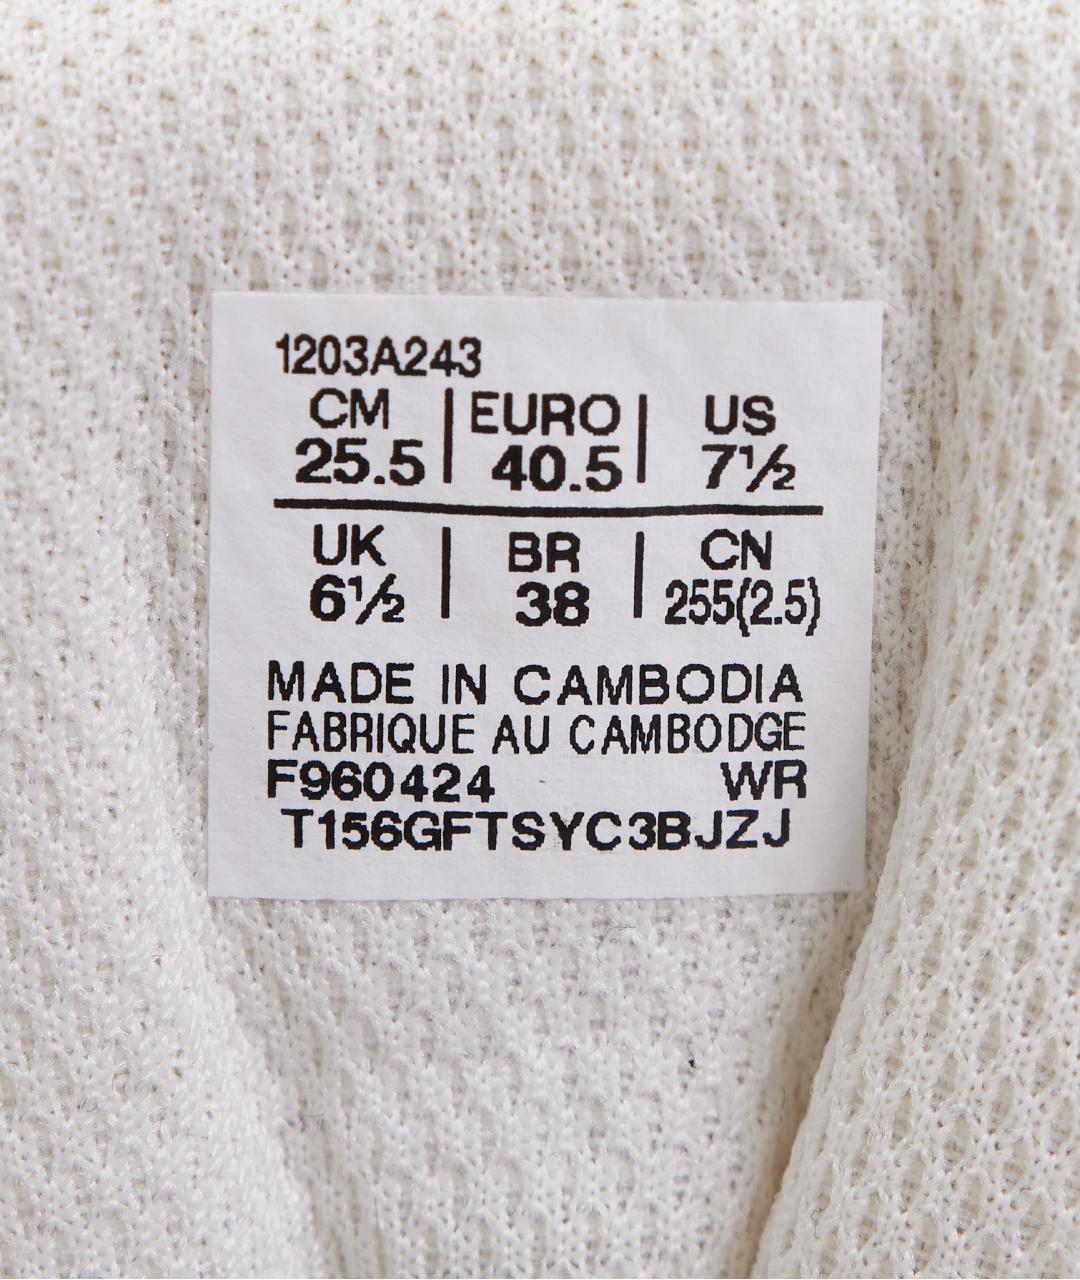 1203A243
CM | EURO | US
25.5 | 40.5 | 7½
UK | BR | CN
6½ | 38 | 255(2.5)
MADE IN CAMBODIA
FABRIQUE AU CAMBODGE
F960424 WR
T156GFTSYC3BJZJ